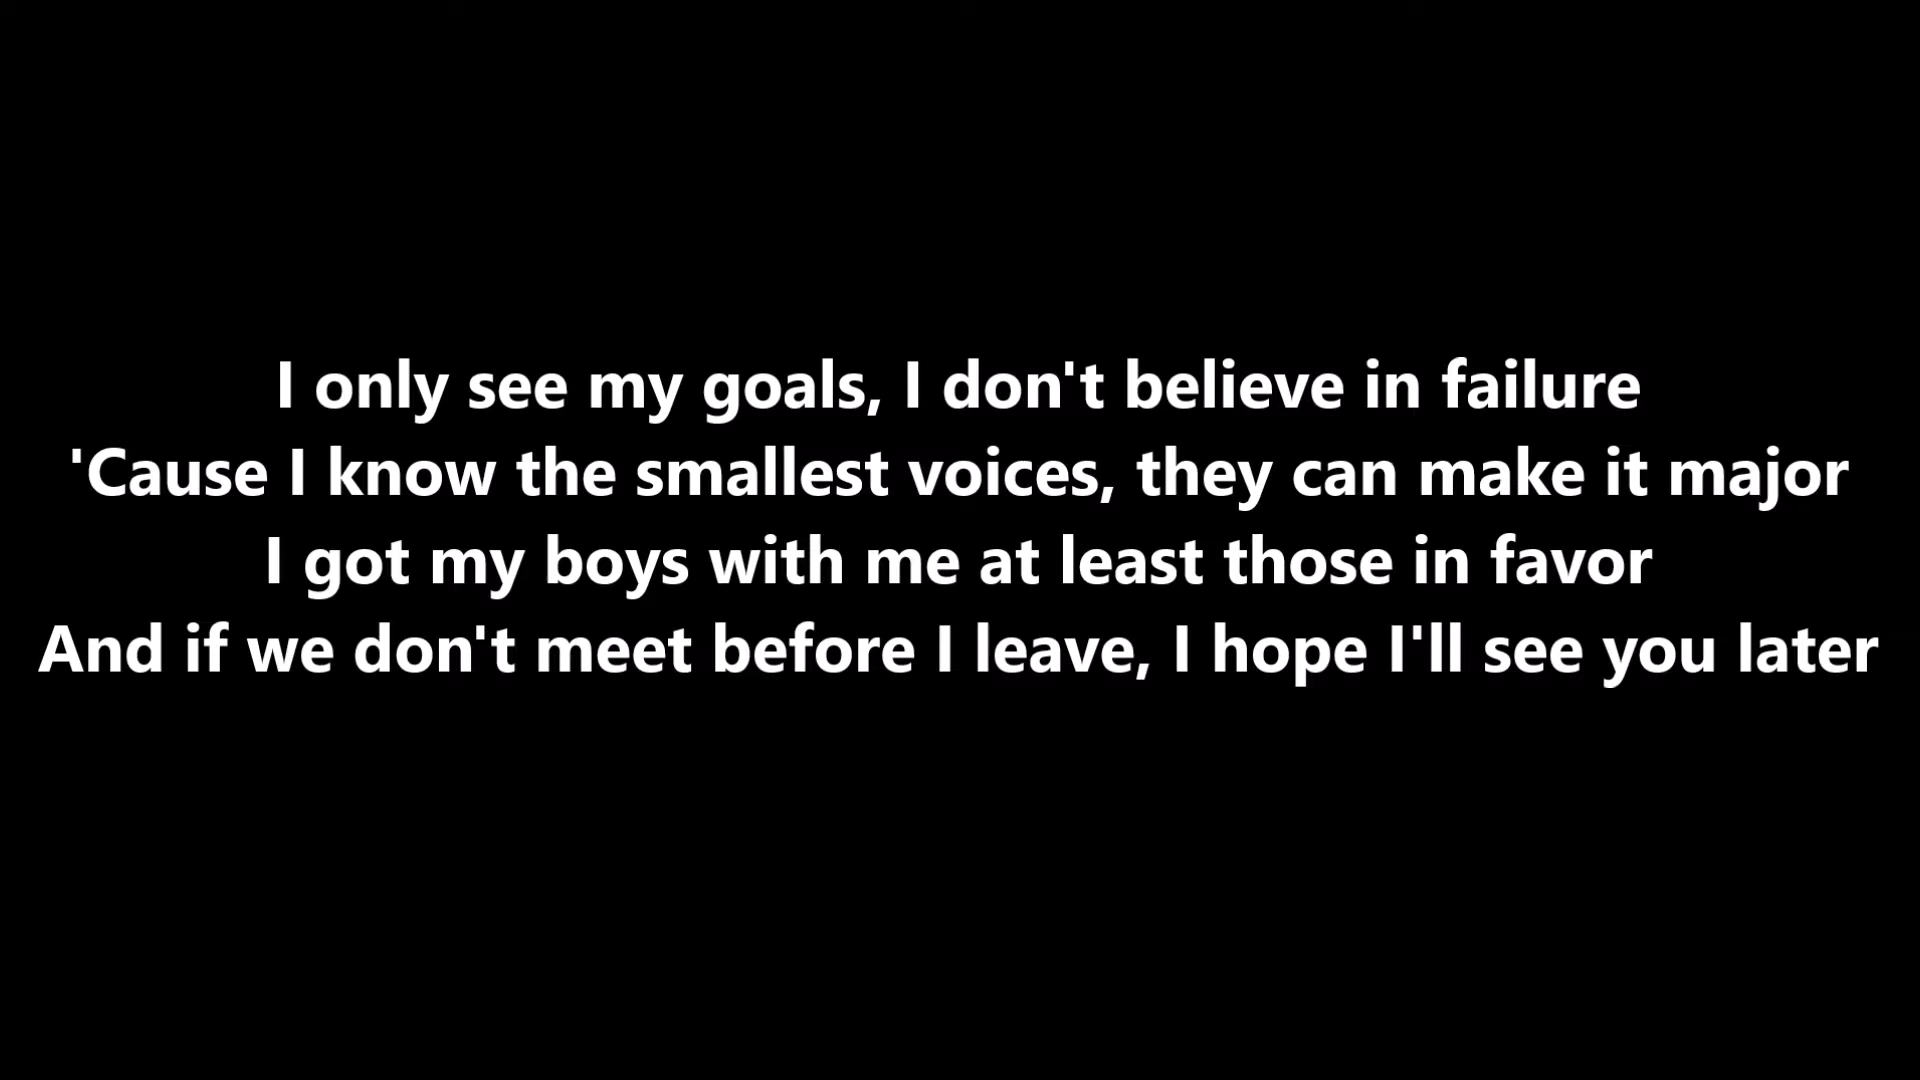 I only see my goals, I don't believe in failure
'Cause I know the smallest voices, they can make it major
I got my boys with me at least those in favor
And if we don't meet before I leave, I hope I'll see you later